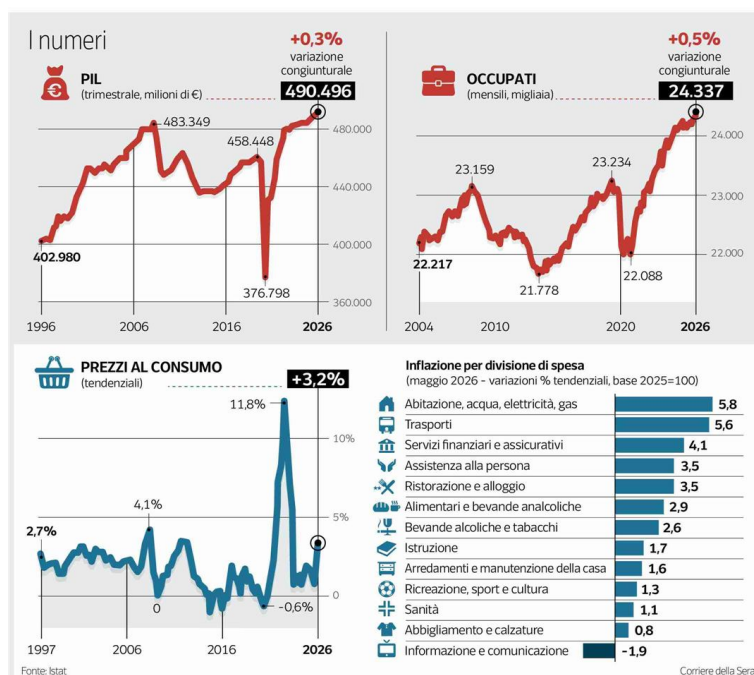 I numeri
PIL
(trimestrale, milioni di €)
+0,3%
variazione
congiunturale
490.496
483.349
458.448
402.980
376.798
480.000
440.000
400.000
360.000
1996
2006
2016
2026
OCCUPATI
(mensili, migliaia)
+0,5%
variazione
congiunturale
24.337
23.159
23.234
22.217
21.778
22.088
24.000
23.000
22.000
2004
2010
2020
2026
PREZZI AL CONSUMO
(tendenziali)
+3,2%
11,8%
4,1%
2,7%
0
-0,6%
10%
5%
0
1997
2006
2016
2026
Inflazione per divisione di spesa
(maggio 2026 - variazioni % tendenziali, base 2025=100)
Abitazione, acqua, elettricità, gas 5,8
Trasporti 5,6
Servizi finanziari e assicurativi 4,1
Assistenza alla persona 3,5
Ristorazione e alloggio 3,5
Alimentari e bevande analcoliche 2,9
Bevande alcoliche e tabacchi 2,6
Istruzione 1,7
Arredamenti e manutenzione della casa 1,6
Ricreazione, sport e cultura 1,3
Sanità 1,1
Abbigliamento e calzature 0,8
Informazione e comunicazione -1,9
Fonte: Istat
Corriere della Sera